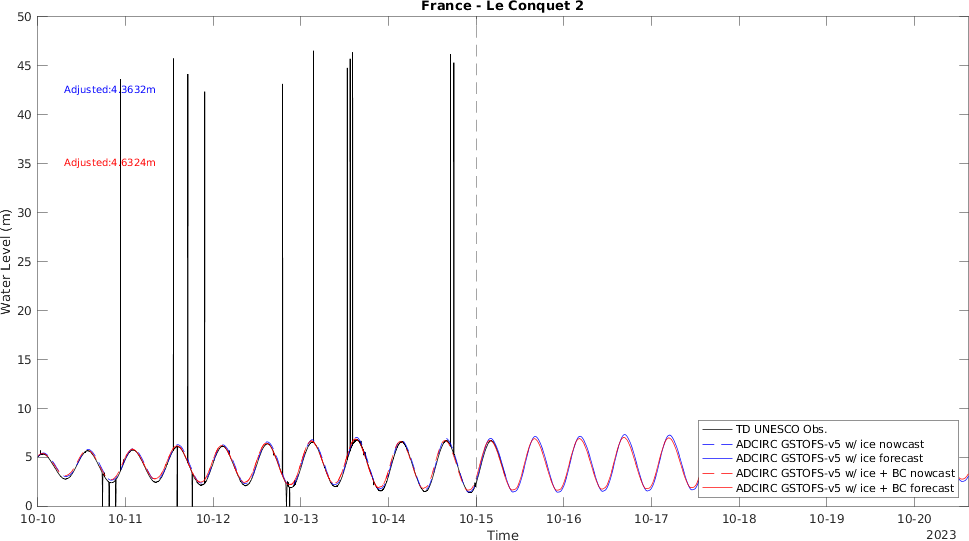 France - Le Conquet 2
50
45
40
35
30
25
20
15
10
5
0
Water Level (m)
Adjusted:4.3632m
Adjusted:4.6324m
TD UNESCO Obs.
ADCIRC GSTOFS-v5 w/ ice nowcast
ADCIRC GSTOFS-v5 w/ ice forecast
ADCIRC GSTOFS-v5 w/ ice + BC nowcast
ADCIRC GSTOFS-v5 w/ ice + BC forecast
10-10 10-11 10-12 10-13 10-14 10-15 10-16 10-17 10-18 10-19 10-20
Time
2023